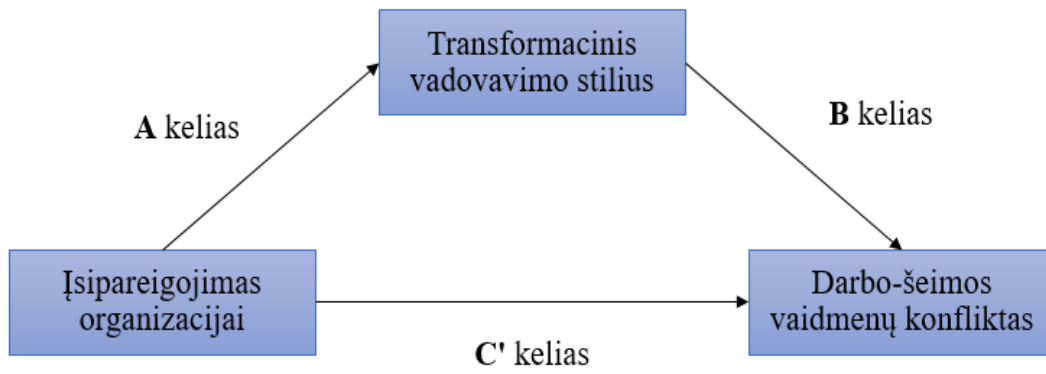 Transformacinis
vadovavimo stilius
A kelias
B kelias
Įsipareigojimas
organizacijai
Darbo-šeimos
vaidmenų konfliktas
C' kelias